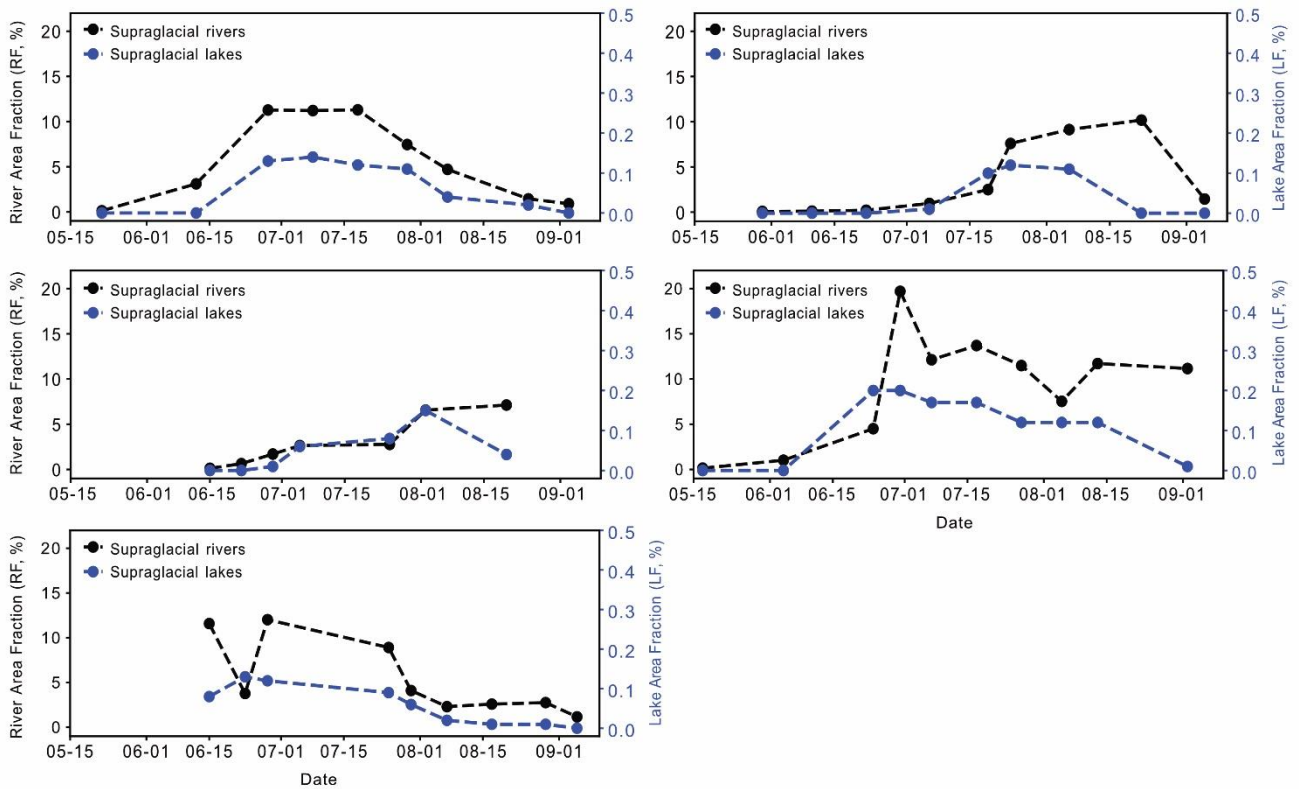 River Area Fraction (RF, %)
20
15
10
5
0
Supraglacial rivers
Supraglacial lakes
0.5
0.4
0.3
0.2
0.1
0.0
05-15 06-01 06-15 07-01 07-15 08-01 08-15 09-01
20
15
10
5
0
Supraglacial rivers
Supraglacial lakes
0.5
0.4
0.3
0.2
0.1
0.0
Lake Area Fraction (LF, %)
05-15 06-01 06-15 07-01 07-15 08-01 08-15 09-01
River Area Fraction (RF, %)
20
15
10
5
0
Supraglacial rivers
Supraglacial lakes
0.5
0.4
0.3
0.2
0.1
0.0
05-15 06-01 06-15 07-01 07-15 08-01 08-15 09-01
20
15
10
5
0
Supraglacial rivers
Supraglacial lakes
0.5
0.4
0.3
0.2
0.1
0.0
Lake Area Fraction (LF, %)
05-15 06-01 06-15 07-01 07-15 08-01 08-15 09-01
Date
River Area Fraction (RF, %)
20
15
10
5
0
Supraglacial rivers
Supraglacial lakes
0.5
0.4
0.3
0.2
0.1
0.0
Lake Area Fraction (LF, %)
05-15 06-01 06-15 07-01 07-15 08-01 08-15 09-01
Date